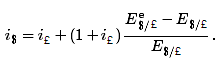 i_$ = i_£ + (1 + i_£) \frac{E^e_{$/£} - E_{$/£}}{E_{$/£}}.